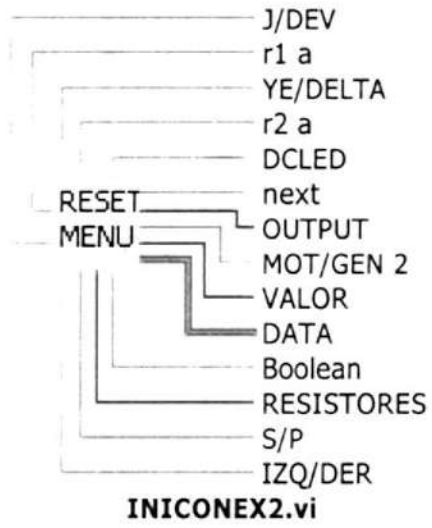 J/DEV
r1 a
YE/DELTA
r2 a
DCLED
next
RESET
OUTPUT
MENU
MOT/GEN 2
VALOR
DATA
Boolean
RESISTORES
S/P
IZQ/DER
INICONEX2.vi